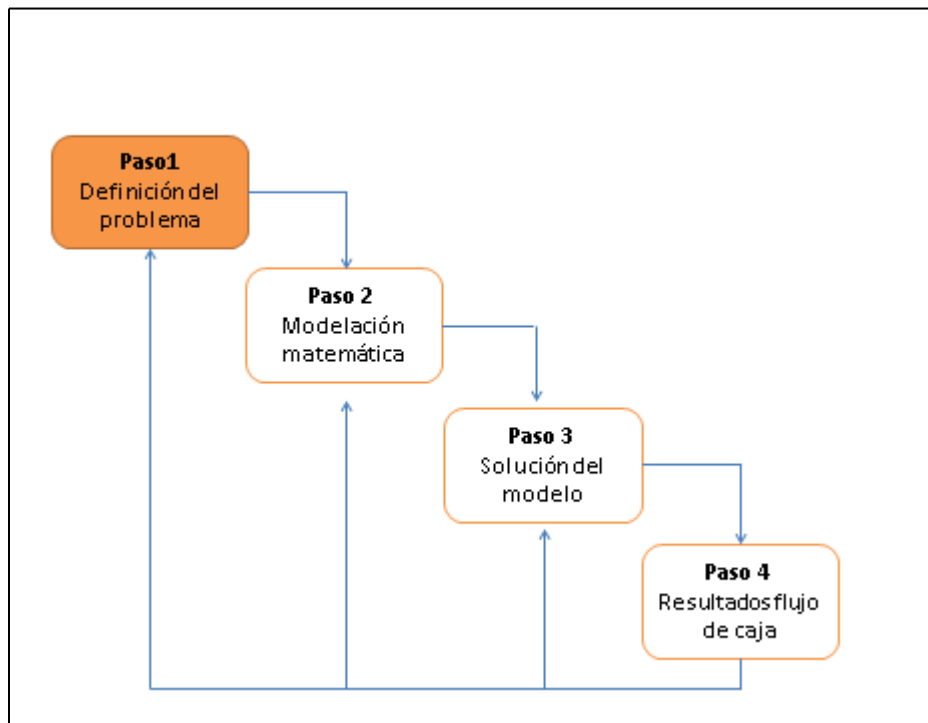 Paso1
Definición del
problema
Paso 2
Modelación
matemática
Paso 3
Solución del
modelo
Paso 4
Resultados flujo
de caja